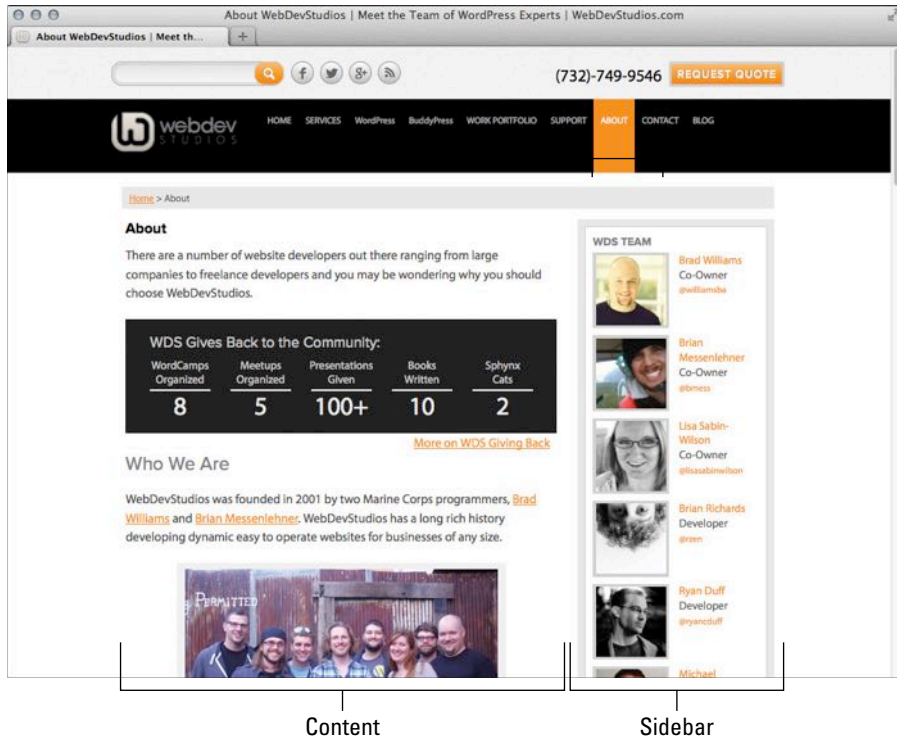 About WebDevStudios | Meet the Team of WordPress Experts | WebDevStudios.com
About WebDevStudios | Meet th...
(732)-749-9546 REQUEST QUOTE
webdev
STUDIOS
HOME SERVICES WordPress BuddyPress WORK PORTFOLIO SUPPORT ABOUT CONTACT BLOG
Home > About
About
There are a number of website developers out there ranging from large
companies to freelance developers and you may be wondering why you should
choose WebDevStudios.
WDS Gives Back to the Community:
WordCamps Organized
8
Meetups Organized
5
Presentations Given
100+
Books Written
10
Sphynx Cats
2
More on WDS Giving Back
Who We Are
WebDevStudios was founded in 2001 by two Marine Corps programmers, Brad
Williams and Brian Messenlehner. WebDevStudios has a long rich history
developing dynamic easy to operate websites for businesses of any size.
PERMITTED
WDS TEAM
Brad Williams
Co-Owner
@williamsba
Brian
Messenlehner
Co-Owner
@bmess
Lisa Sabin-
Wilson
Co-Owner
@lisasabinwilson
Brian Richards
Developer
@rzen
Ryan Duff
Developer
@ryancduff
Michael
Content
Sidebar